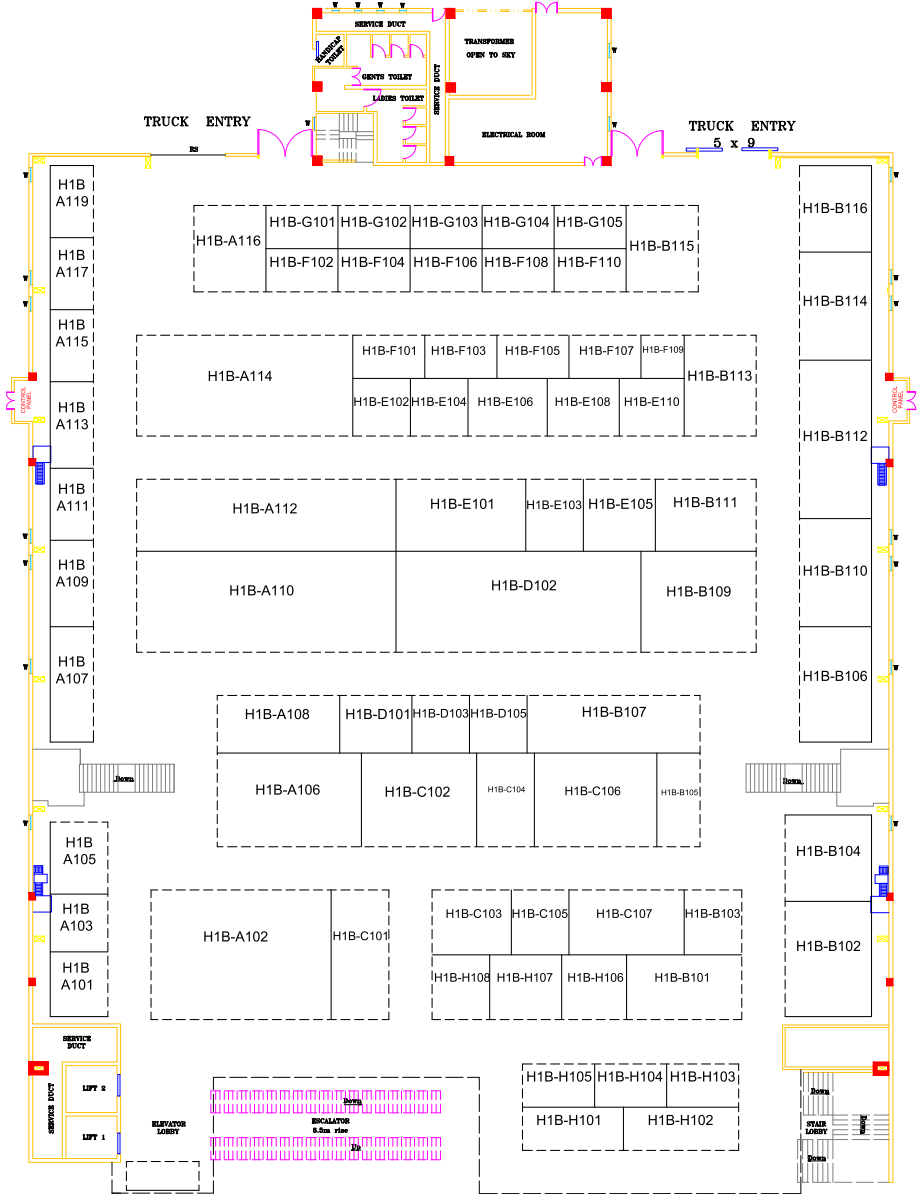 W W W W
SERVICE DUCT
TRANSFORMER
OPEN TO SKY
HANDICAP
TOILET
GENTS TOILET
SERVICE DUCT
LADIES TOILET
W
W
W
ELECTRICAL ROOM
TRUCK ENTRY
RS
TRUCK ENTRY
5 x 9
H1B
A119
H1B
A117
H1B
A115
H1B
A113
H1B
A111
H1B
A109
H1B
A107
W
W
W
W
W
W
CONTROL
PANEL
H1B-A116
H1B-G101
H1B-G102
H1B-G103
H1B-G104
H1B-G105
H1B-B115
H1B-F102
H1B-F104
H1B-F106
H1B-F108
H1B-F110
H1B-A114
H1B-F101
H1B-F103
H1B-F105
H1B-F107
H1B-F109
H1B-B113
H1B-E102
H1B-E104
H1B-E106
H1B-E108
H1B-E110
H1B-A112
H1B-E101
H1B-E103
H1B-E105
H1B-B111
H1B-A110
H1B-D102
H1B-B109
H1B-B116
H1B-B114
H1B-B112
H1B-B110
H1B-B106
W
W
W
W
W
W
CONTROL
PANEL
H1B-A108
H1B-D101
H1B-D103
H1B-D105
H1B-B107
H1B-A106
H1B-C102
H1B-C104
H1B-C106
H1B-B105
Down
Down
W
W
H1B
A105
H1B
A103
H1B
A101
H1B-A102
H1B-C101
H1B-C103
H1B-C105
H1B-C107
H1B-B103
H1B-H108
H1B-H107
H1B-H106
H1B-B101
H1B-B104
H1B-B102
SERVICE
DUCT
SERVICE DUCT
LIFT 2
LIFT 1
ELEVATOR
LOBBY
Down
ESCALATOR
6.5m rise
Up
H1B-H105
H1B-H104
H1B-H103
H1B-H101
H1B-H102
Down
STAIR
LOBBY
Down
Down